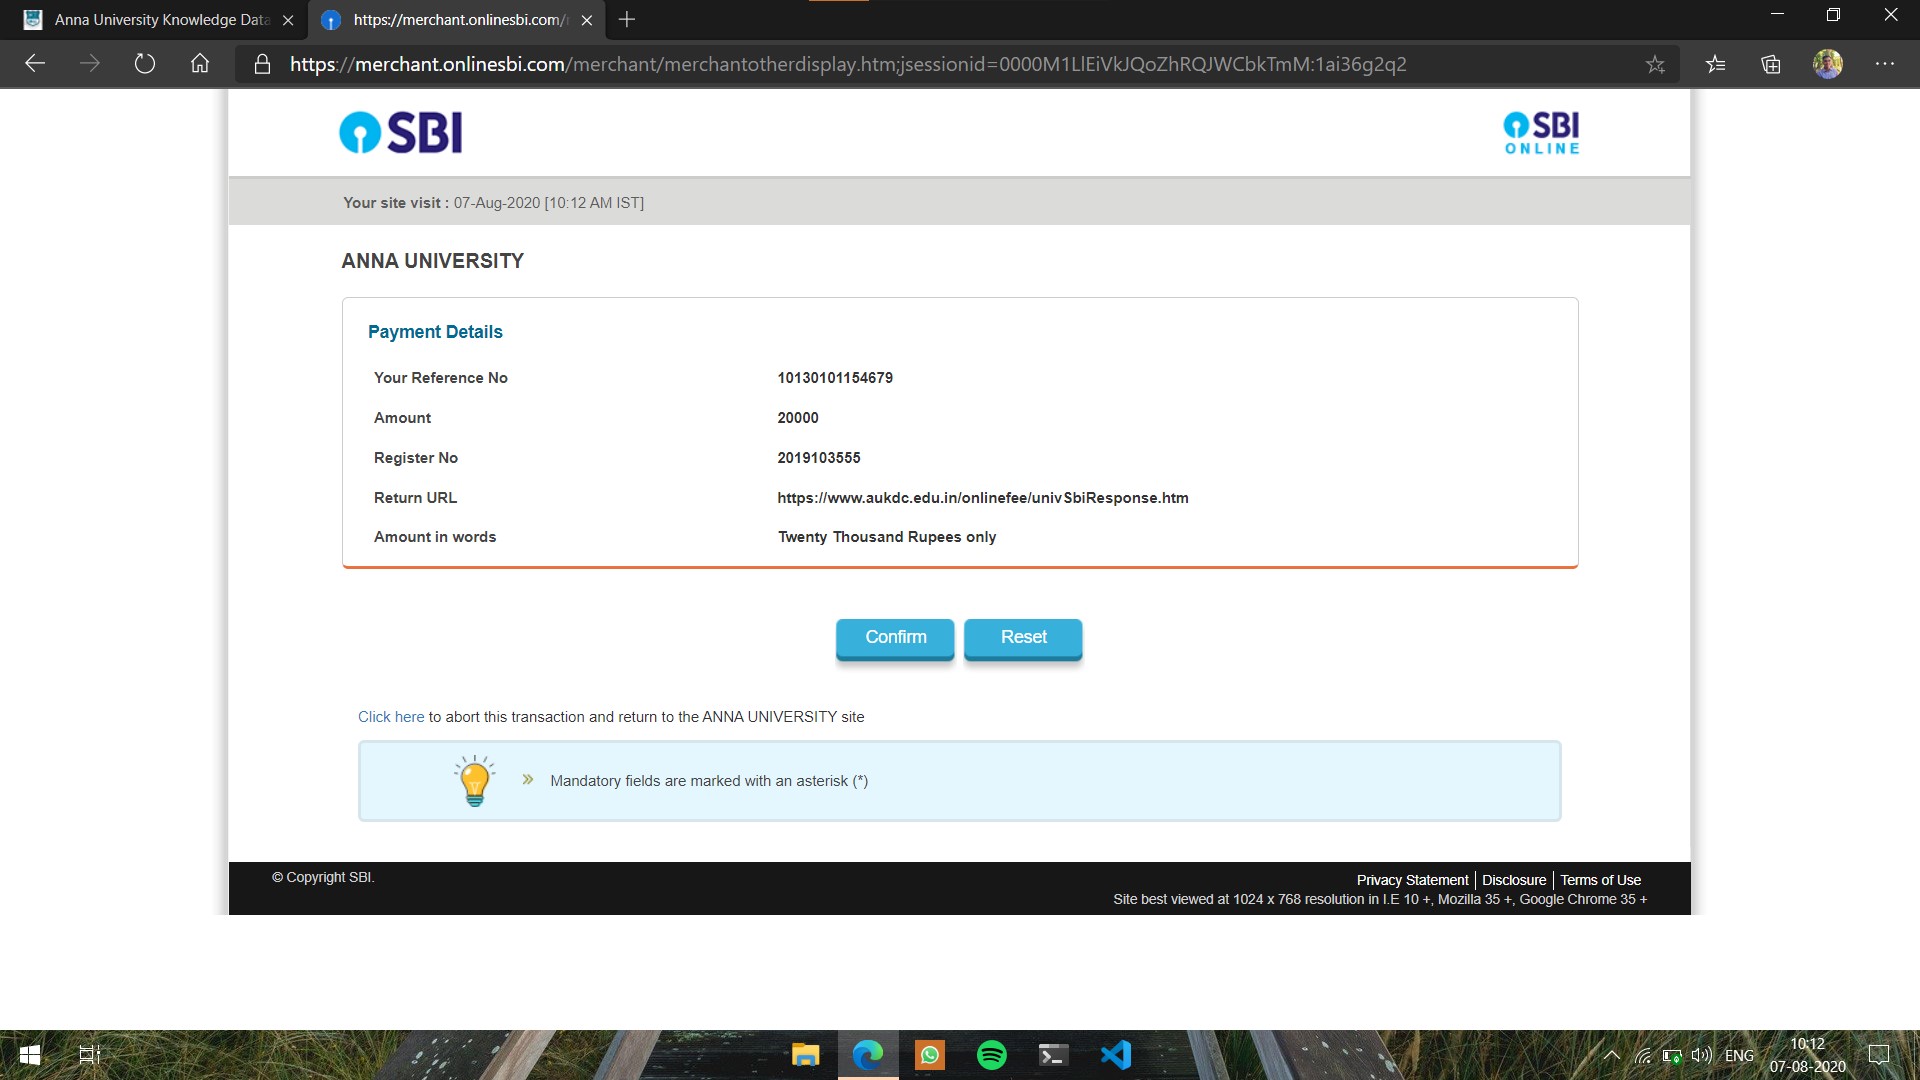 Anna University Knowledge Data
https://merchant.onlinesbi.com/
https://merchant.onlinesbi.com/merchant/merchantotherdisplay.htm;jsessionid=0000M1LlEiVkJQoZhRQJWCbkTmM:1ai36g2q2
SBI
SBI
ONLINE
Your site visit : 07-Aug-2020 [10:12 AM IST]
ANNA UNIVERSITY
Payment Details
Your Reference No 10130101154679
Amount 20000
Register No 2019103555
Return URL https://www.aukdc.edu.in/onlinefee/univSbiResponse.htm
Amount in words Twenty Thousand Rupees only
Confirm Reset
Click here to abort this transaction and return to the ANNA UNIVERSITY site
» Mandatory fields are marked with an asterisk (*)
© Copyright SBI.
Privacy Statement | Disclosure | Terms of Use
Site best viewed at 1024 x 768 resolution in I.E 10 +, Mozilla 35 +, Google Chrome 35 +
ENG
10:12
07-08-2020